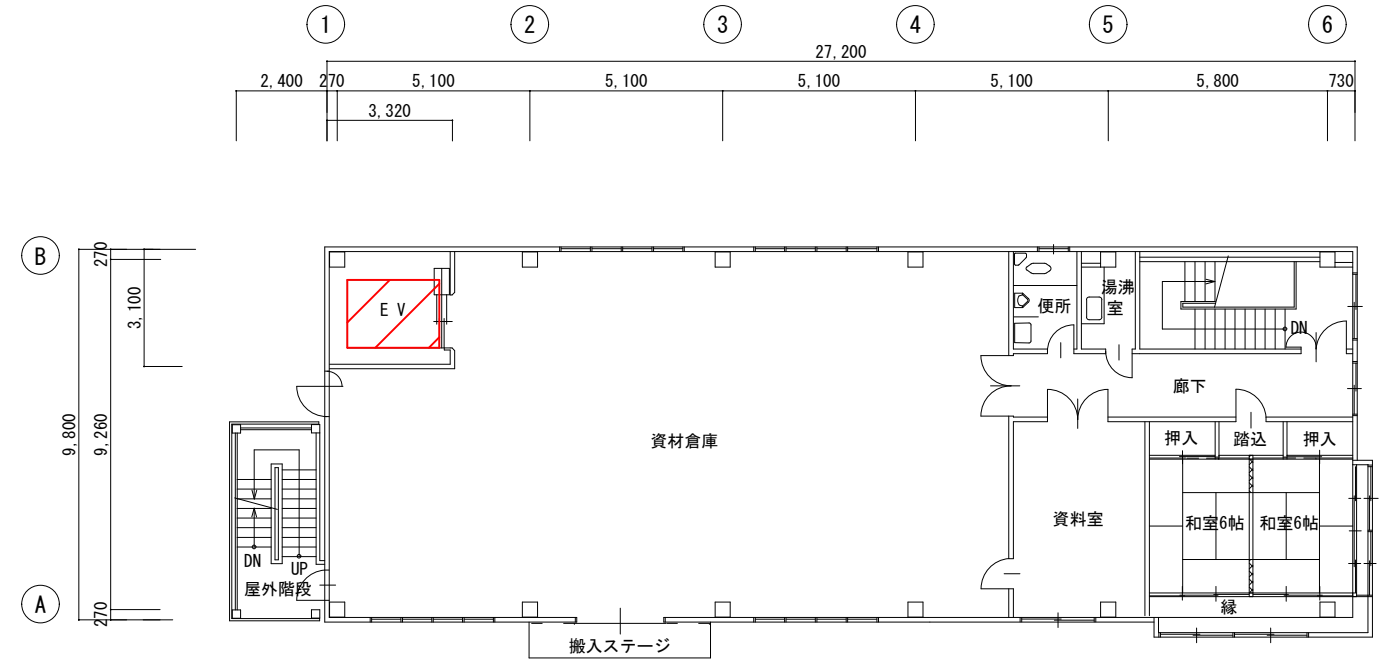 1 2 3 4 5 6
27,200
2,400 270 5,100 5,100 5,100 5,100 5,800 730
3,320
B
270
3,100
9,800
9,260
270
A
EV
便所
湯沸
室
DN
廊下
資材倉庫
押入 踏込 押入
資料室
和室6帖 和室6帖
DN
UP
屋外階段
縁
搬入ステージ